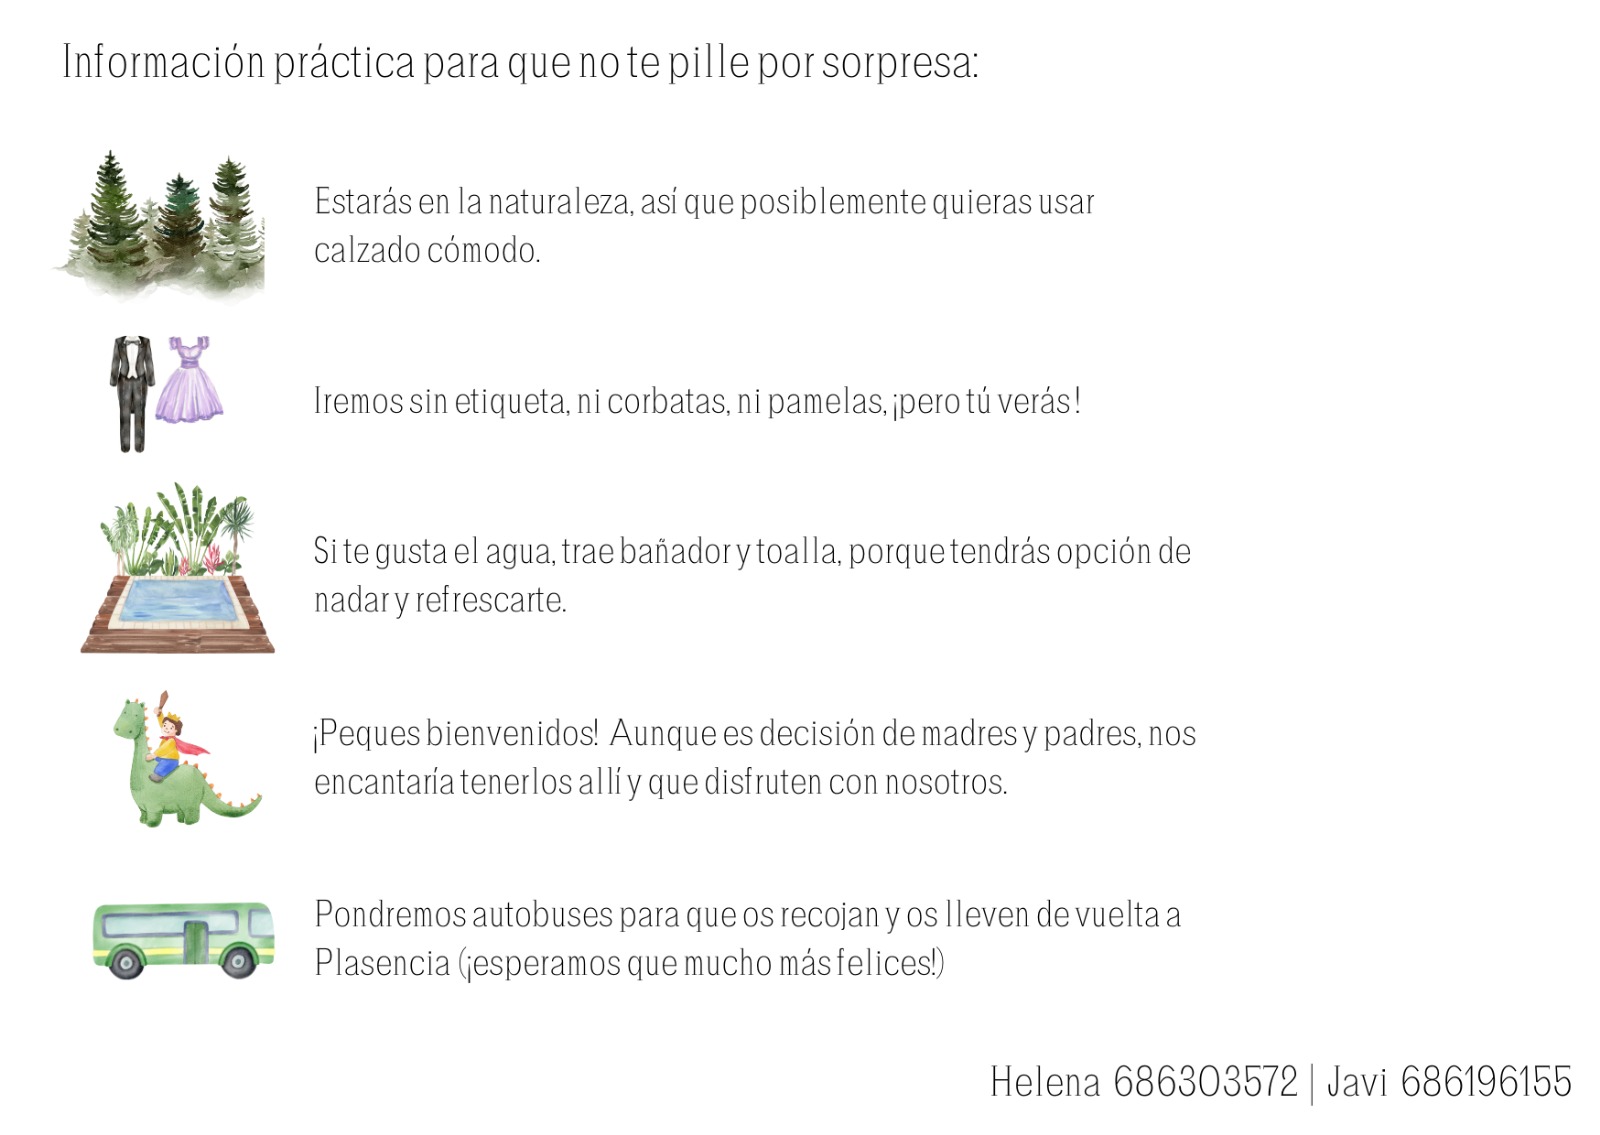 Información práctica para que no te pille por sorpresa:
Estarás en la naturaleza, así que posiblemente quieras usar
calzado cómodo.
Iremos sin etiqueta, ni corbatas, ni pamelas, ¡pero tú verás!
Si te gusta el agua, trae bañador y toalla, porque tendrás opción de
nadar y refrescarte.
¡Peques bienvenidos! Aunque es decisión de madres y padres, nos
encantaría tenerlos allí y que disfruten con nosotros.
Pondremos autobuses para que os recojan y os lleven de vuelta a
Plasencia (¡esperamos que mucho más felices!)
Helena 686303572 | Javi 686196155